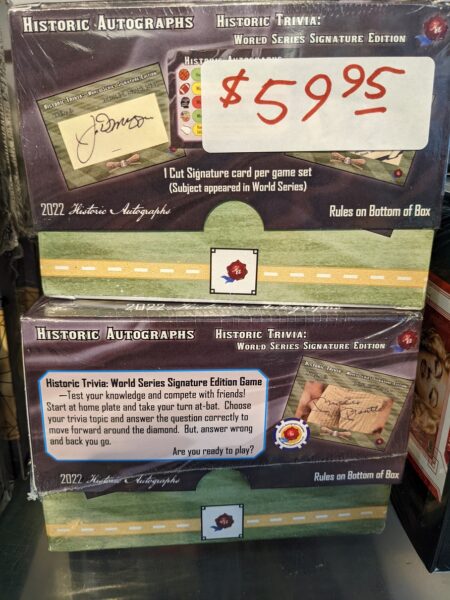 Historic Autographs
Historic Trivia:
World Series Signature Edition
$59.95
1 Cut Signature card per game set
(Subject appeared in World Series)
2022 Historic Autographs
Rules on Bottom of Box
2022 Historic Autographs
Historic Autographs
Historic Trivia:
World Series Signature Edition
Historic Trivia: World Series Signature Edition Game
—Test your knowledge and compete with friends!
Start at home plate and take your turn at-bat. Choose
your trivia topic and answer the question correctly to
move forward around the diamond. But, answer wrong
and back you go.
Are you ready to play?
2022 Historic Autographs
Rules on Bottom of Box